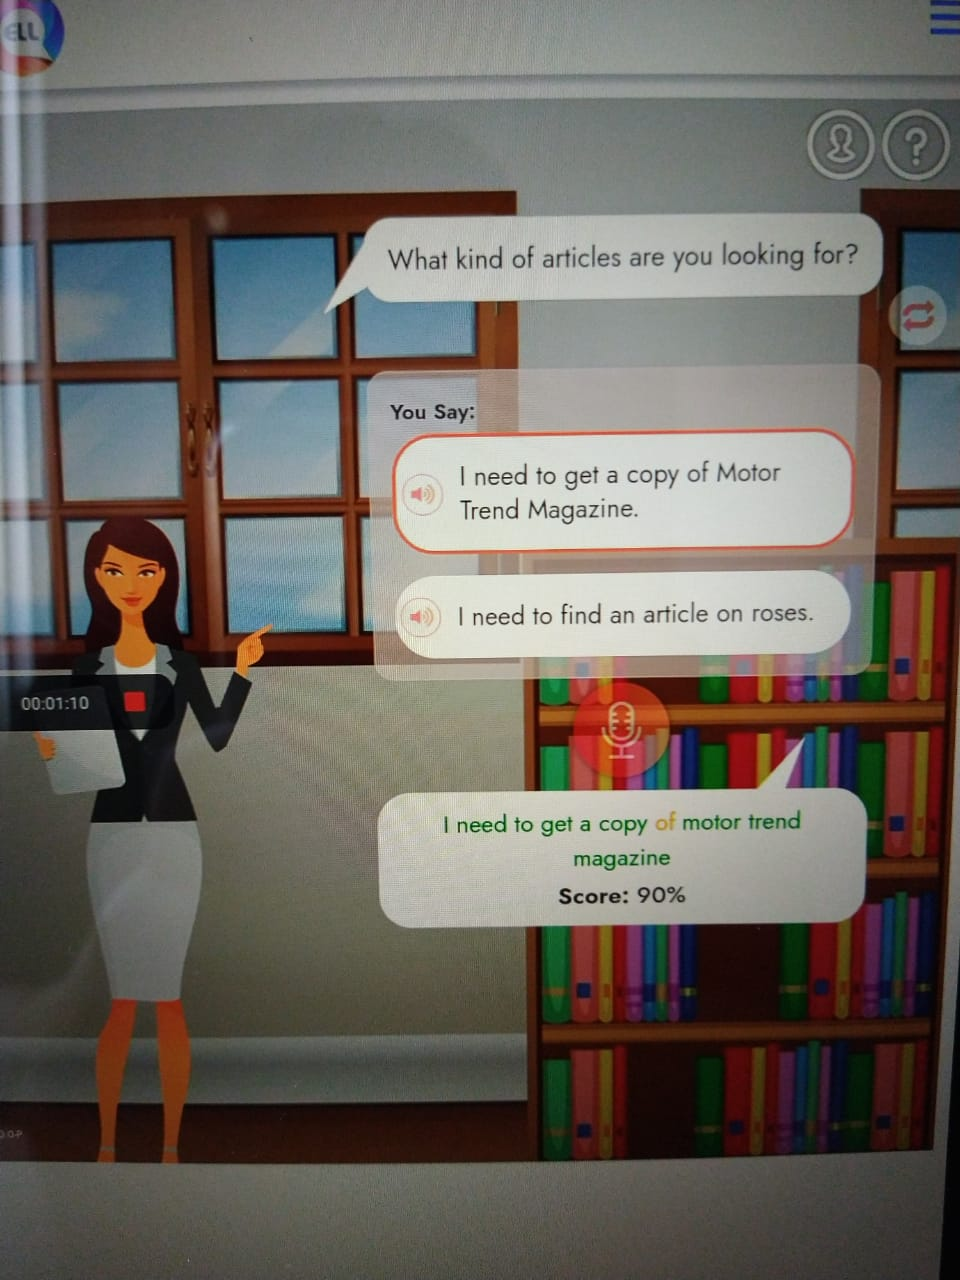 ELL
What kind of articles are you looking for?
You Say:
I need to get a copy of Motor
Trend Magazine.
I need to find an article on roses.
00:01:10
I need to get a copy of motor trend
magazine
Score: 90%